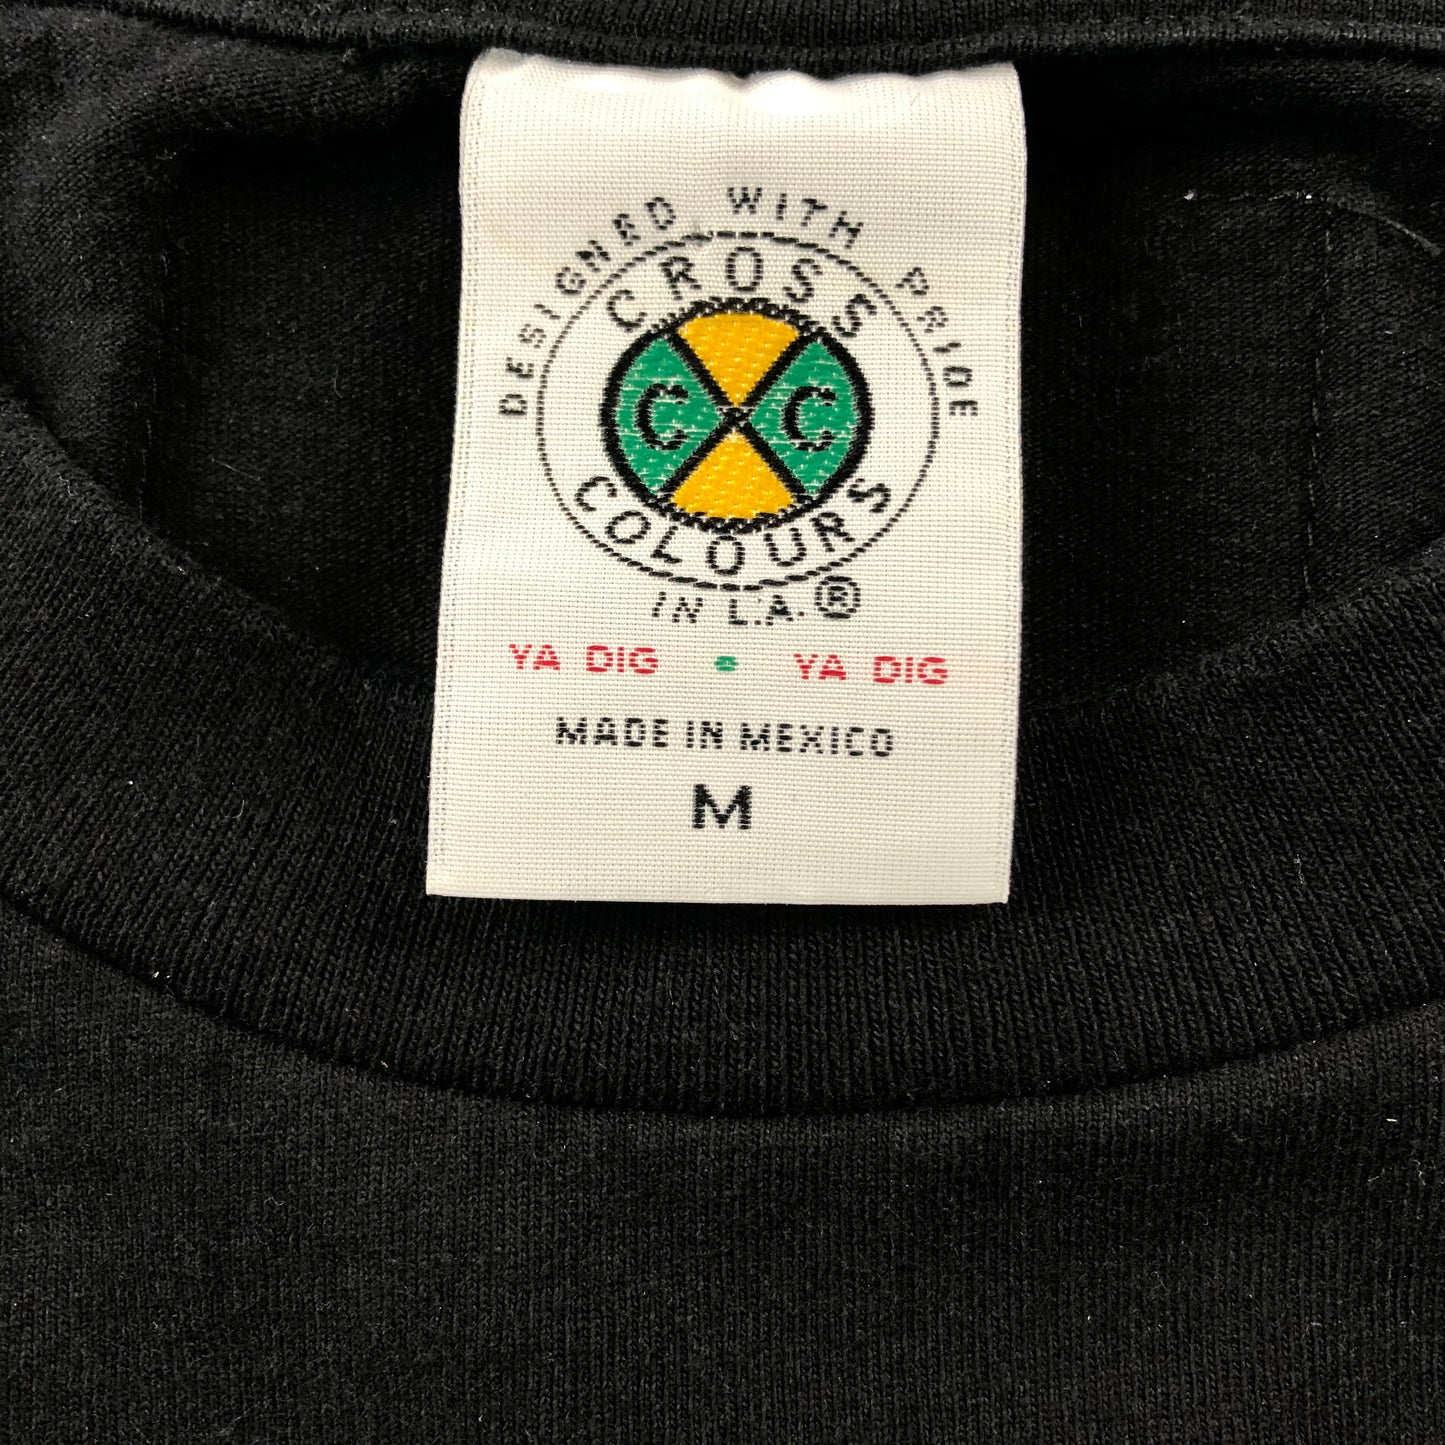 DESIGNED WITH PRIDE
CROSS
C C
COLOURS
IN L.A.®
YA DIG • YA DIG
MADE IN MEXICO
M